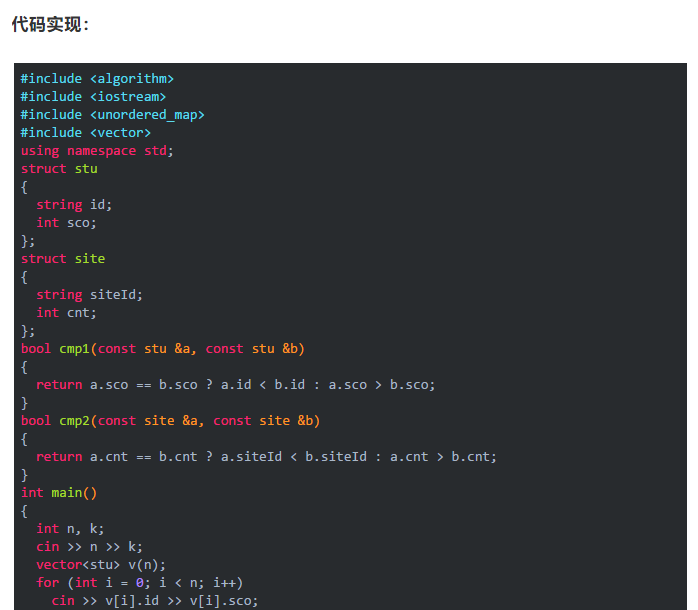 代码实现：
#include <algorithm>
#include <iostream>
#include <unordered_map>
#include <vector>
using namespace std;
struct stu
{
  string id;
  int sco;
};
struct site
{
  string siteId;
  int cnt;
};
bool cmp1(const stu &a, const stu &b)
{
  return a.sco == b.sco ? a.id < b.id : a.sco > b.sco;
}
bool cmp2(const site &a, const site &b)
{
  return a.cnt == b.cnt ? a.siteId < b.siteId : a.cnt > b.cnt;
}
int main()
{
  int n, k;
  cin >> n >> k;
  vector<stu> v(n);
  for (int i = 0; i < n; i++)
    cin >> v[i].id >> v[i].sco;